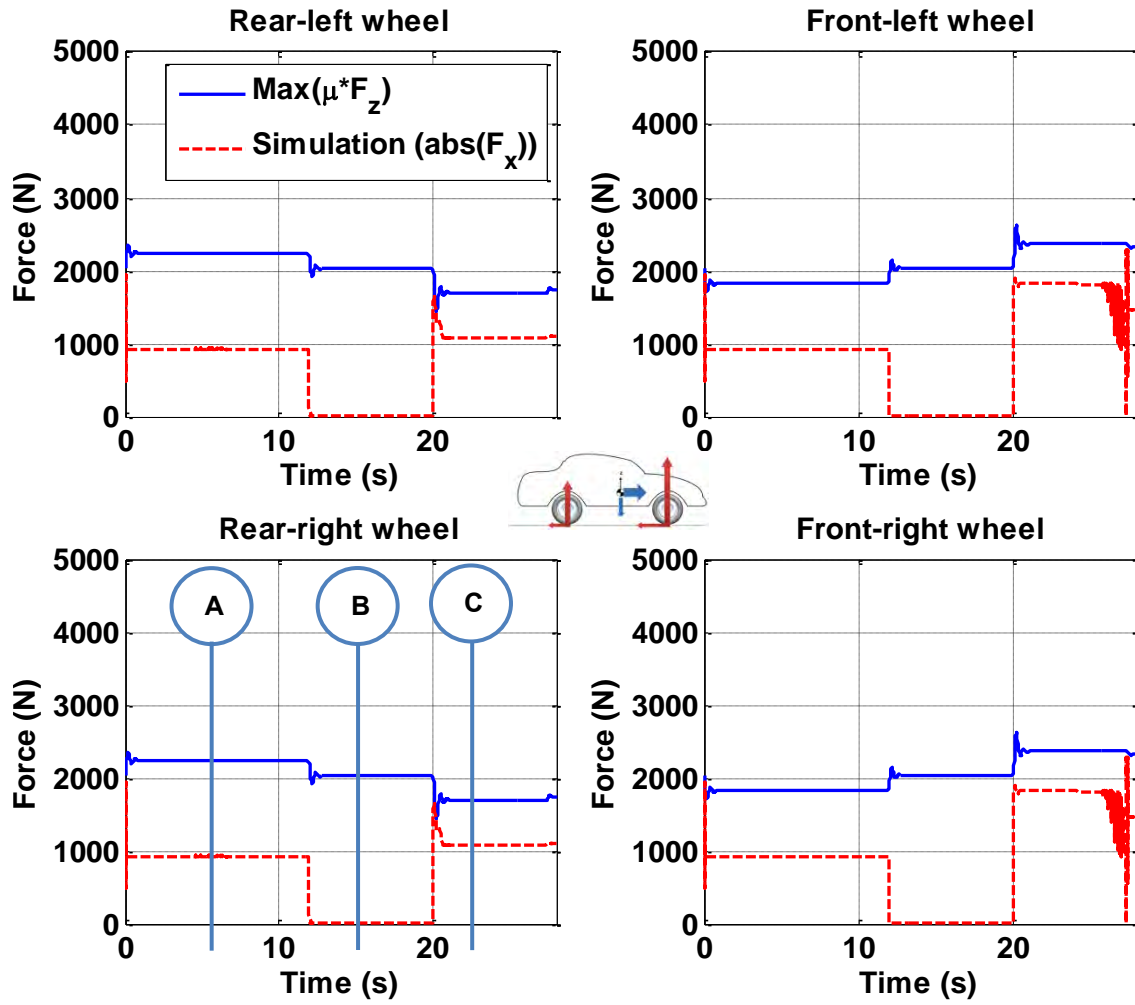 Rear-left wheel
5000
4000
3000
2000
1000
0
Force (N)
Max(μ*F_z)
Simulation (abs(F_x))
0 10 20
Time (s)
Front-left wheel
5000
4000
3000
2000
1000
0
Force (N)
0 10 20
Time (s)
Rear-right wheel
5000
4000
3000
2000
1000
0
Force (N)
A B C
0 10 20
Time (s)
Front-right wheel
5000
4000
3000
2000
1000
0
Force (N)
0 10 20
Time (s)